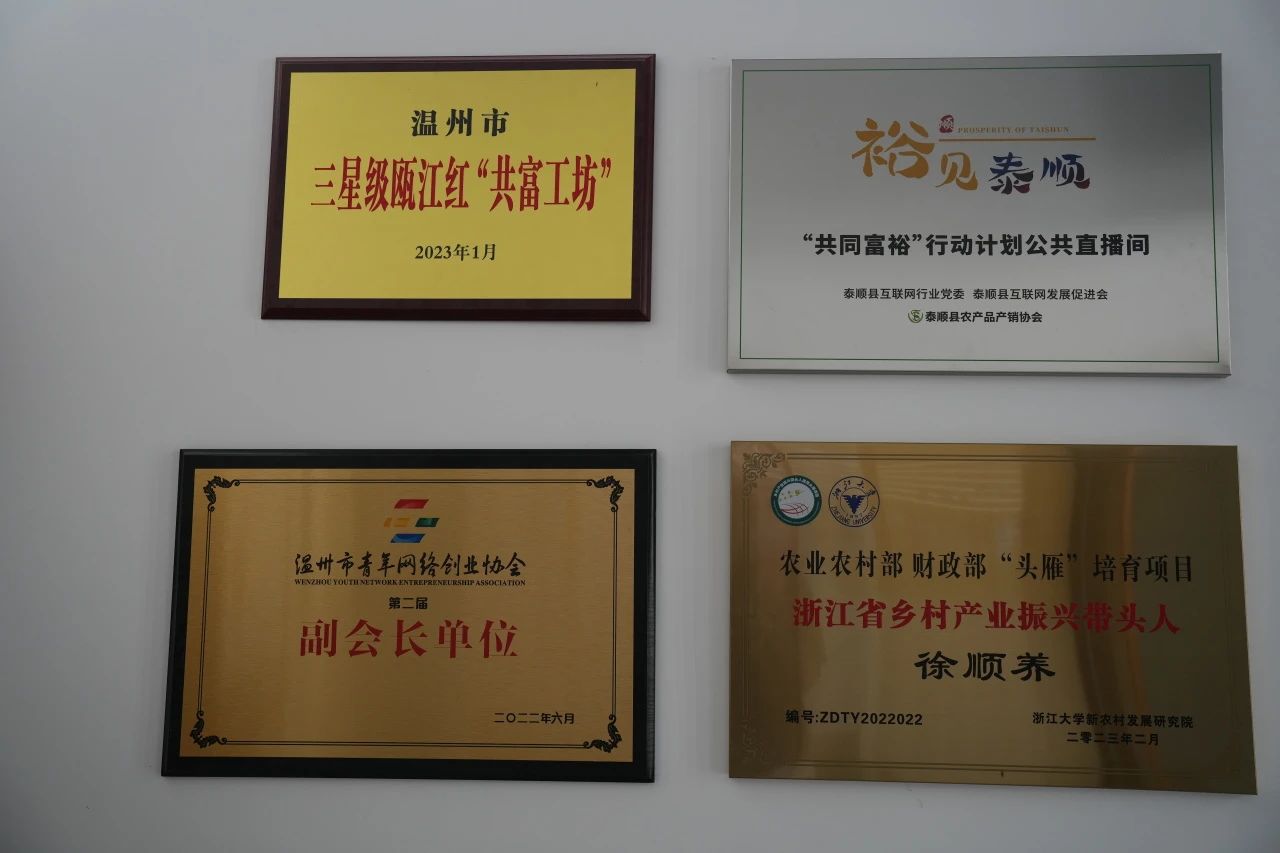 温州市
三星级瓯江红“共富工坊”
2023年1月
裕见泰顺
PROSPERITY OF TAISHUN
“共同富裕”行动计划公共直播间
泰顺县互联网行业党委 泰顺县互联网发展促进会
泰顺县农产品产销协会
温州市青年网络创业协会
WENZHOU YOUTH NETWORK ENTREPRENEURSHIP ASSOCIATION
第二届
副会长单位
二〇二二年六月
浙江大学
1897
ZHEJIANG UNIVERSITY
农业农村部 财政部 “头雁” 培育项目
浙江省乡村产业振兴带头人
徐顺养
编号:ZDTY2022022
浙江大学新农村发展研究院
二零二三年二月